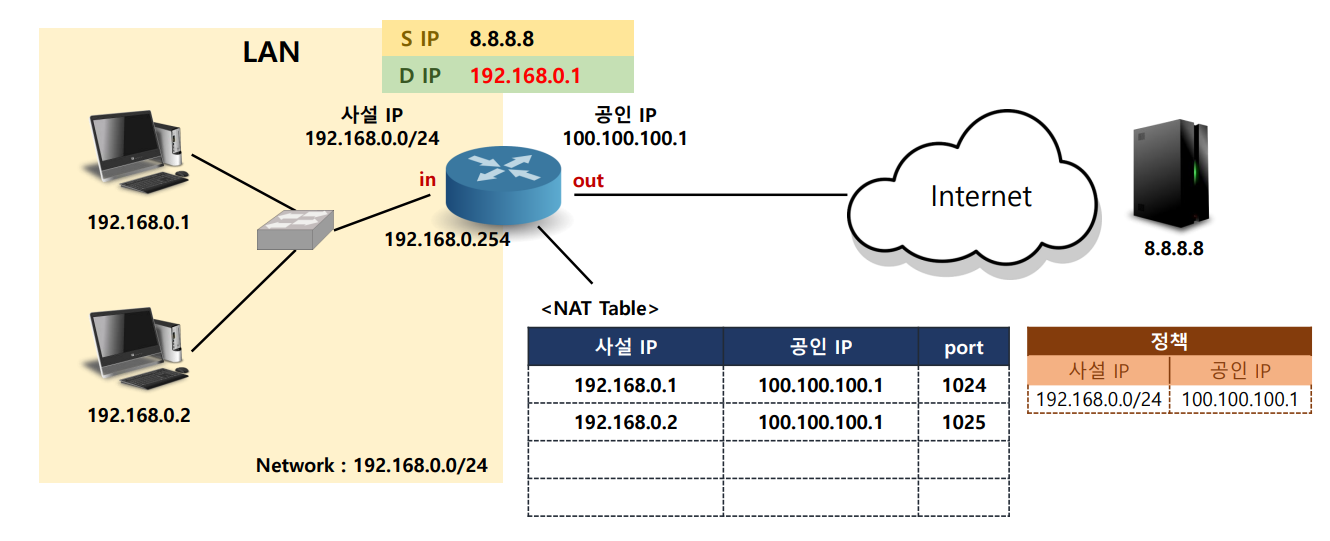 LAN
S IP 8.8.8.8
D IP 192.168.0.1
사설 IP
192.168.0.0/24
공인 IP
100.100.100.1
in
out
192.168.0.1
192.168.0.254
Internet
8.8.8.8
192.168.0.2
Network : 192.168.0.0/24
<NAT Table>
사설 IP 공인 IP port
192.168.0.1 100.100.100.1 1024
192.168.0.2 100.100.100.1 1025
정책
사설 IP 공인 IP
192.168.0.0/24 100.100.100.1